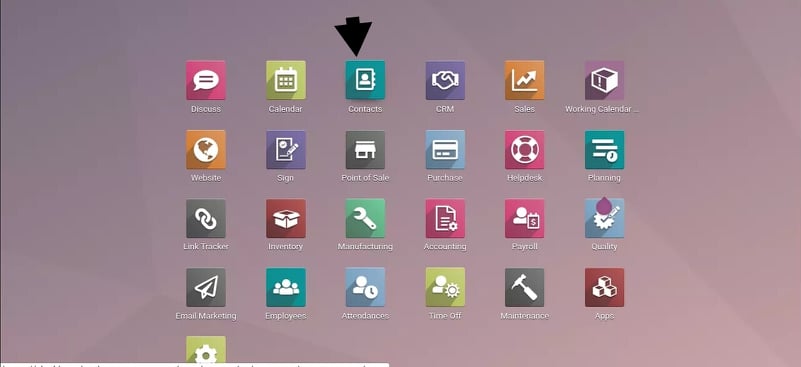 Discuss
Calendar
Contacts
CRM
Sales
Working Calendar ...
Website
Sign
Point of Sale
Purchase
Helpdesk
Planning
Link Tracker
Inventory
Manufacturing
Accounting
Payroll
Quality
Email Marketing
Employees
Attendances
Time Off
Maintenance
Apps